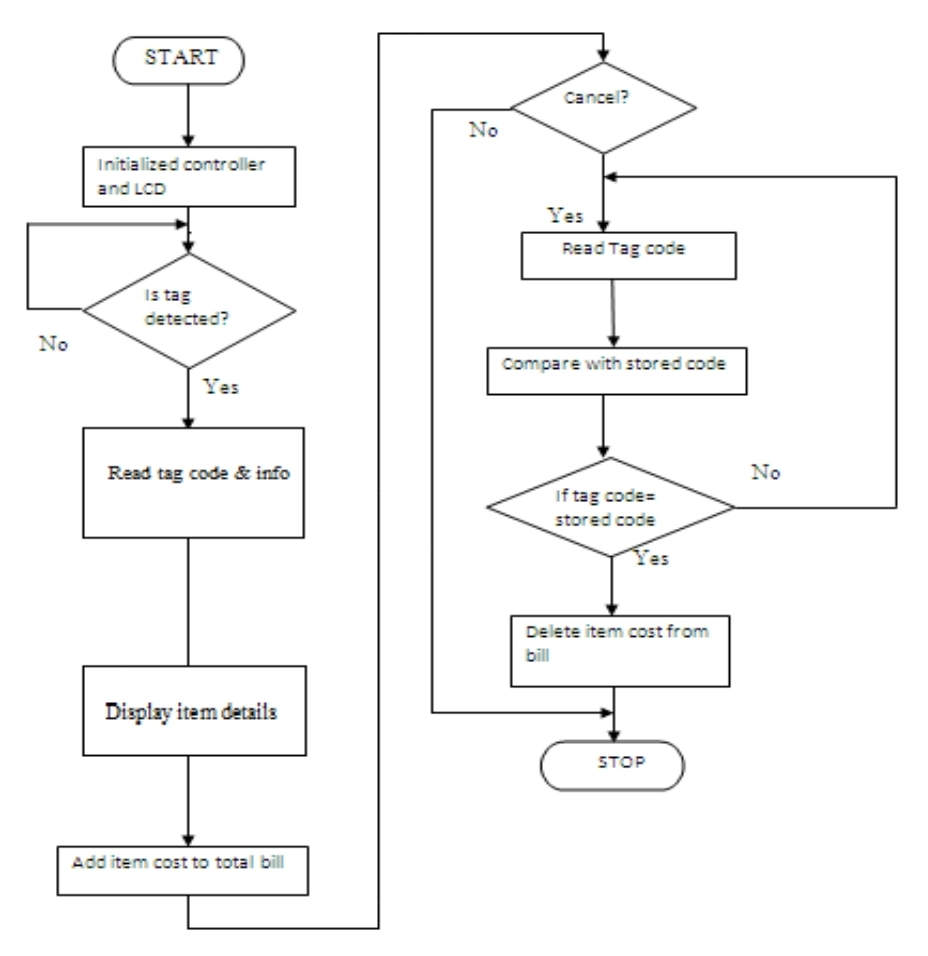 START
Initialized controller
and LCD
Is tag
detected?
No
Yes
Read tag code & info
Display item details
Add item cost to total bill
Cancel?
No
Yes
Read Tag code
Compare with stored code
If tag code=
stored code
No
Yes
Delete item cost from
bill
STOP